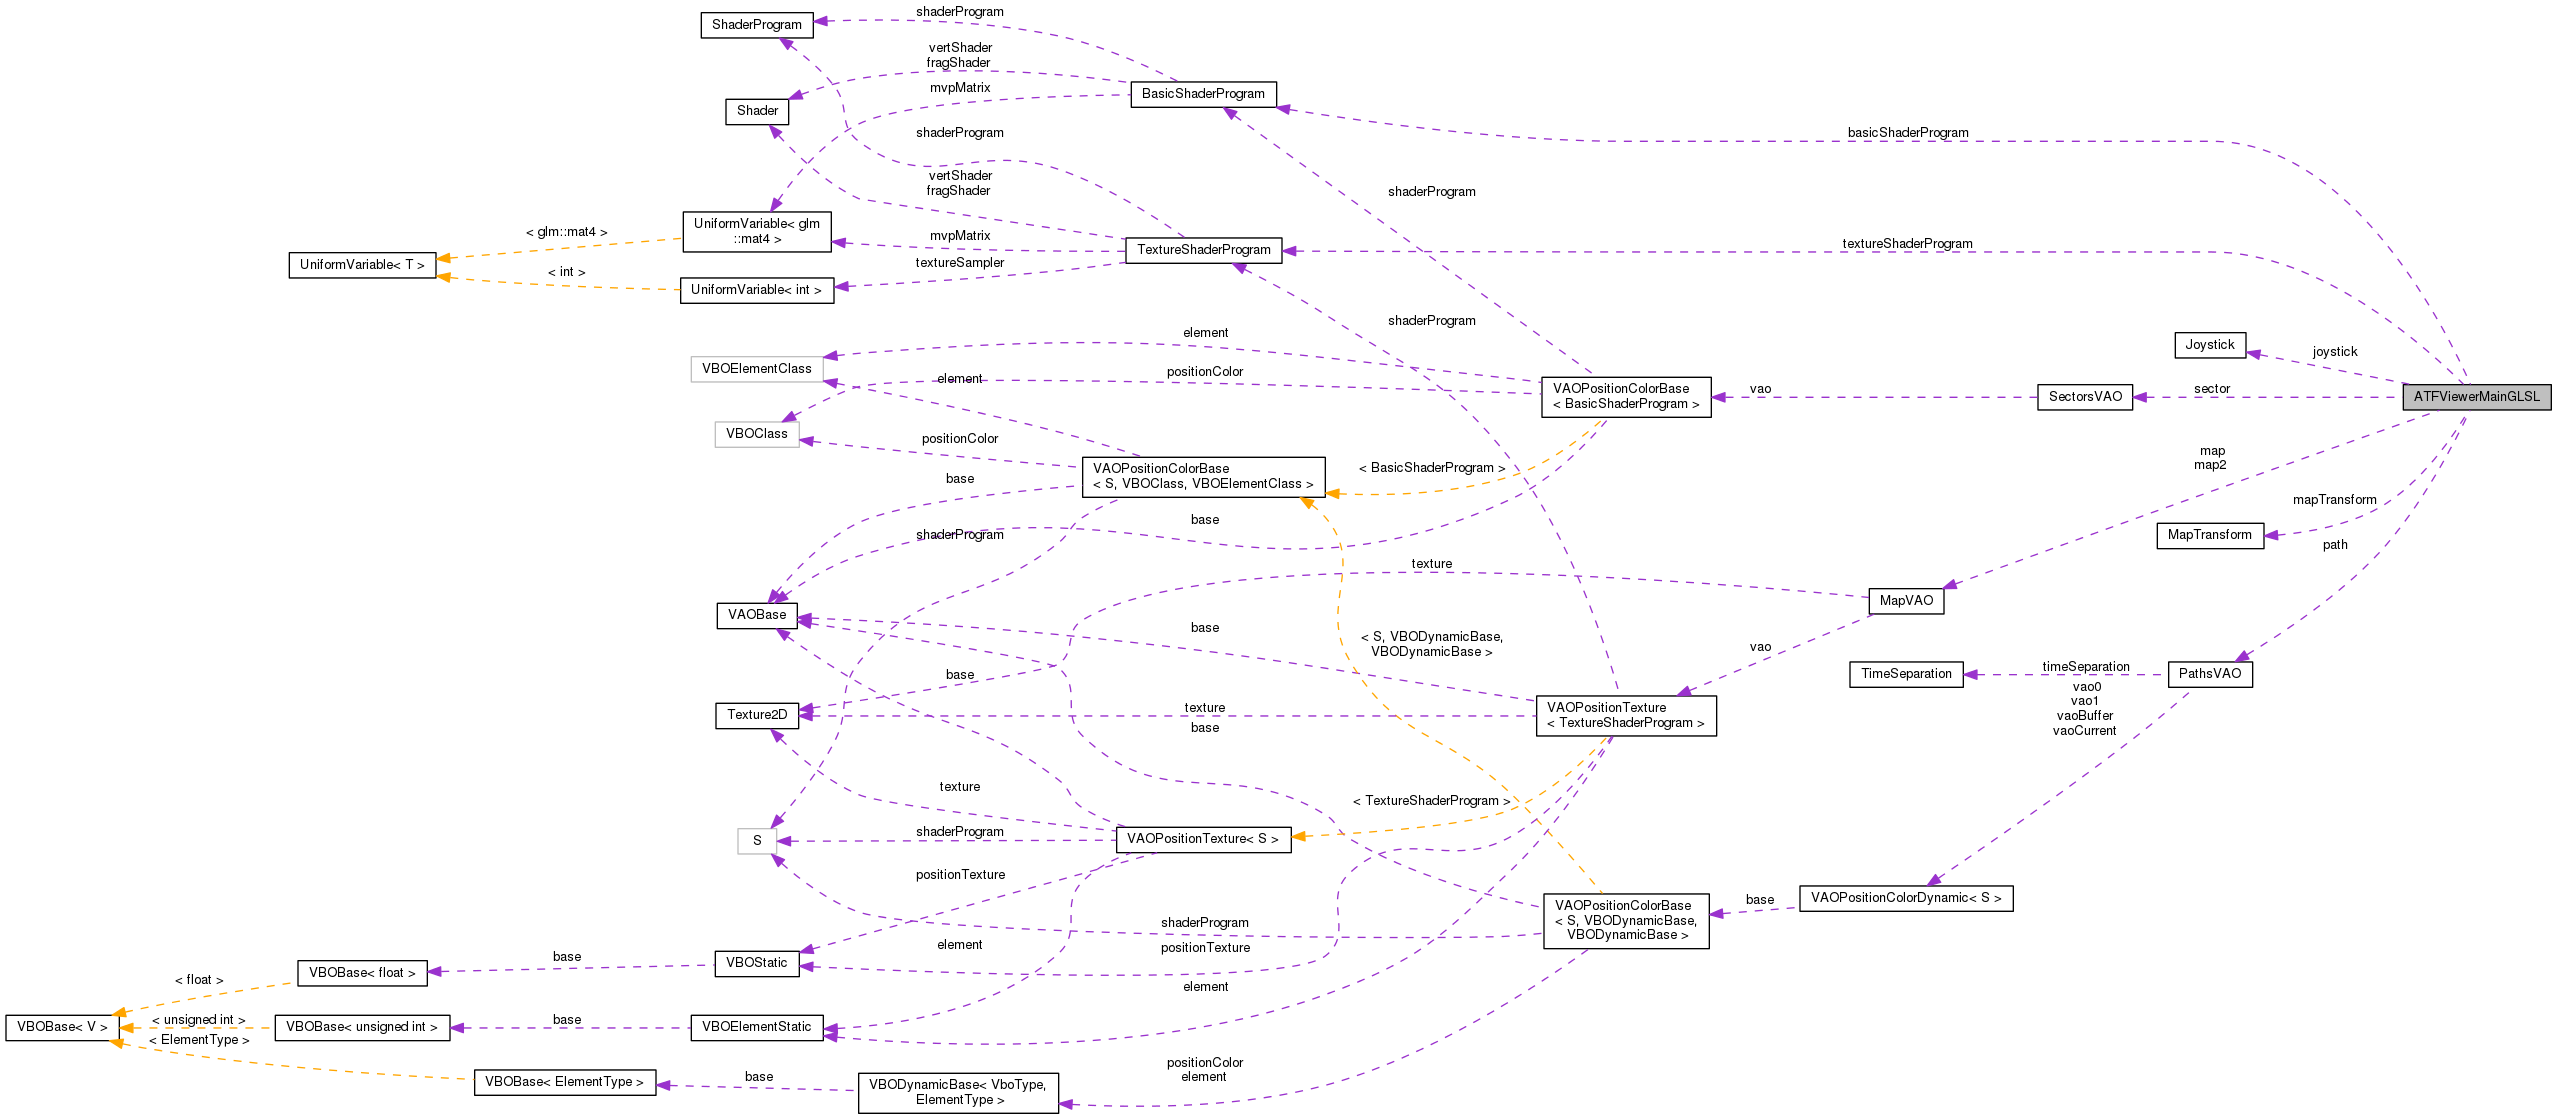 shaderProgram
ShaderProgram
vertShader
fragShader
mvpMatrix
BasicShaderProgram
Shader
shaderProgram
basicShaderProgram
vertShader
fragShader
shaderProgram
UniformVariable< glm
::mat4 >
< glm::mat4 >
mvpMatrix
TextureShaderProgram
textureShaderProgram
UniformVariable< T >
textureSampler
< int >
UniformVariable< int >
shaderProgram
element
Joystick
joystick
VBOElementClass
element
positionColor
VAOPositionColorBase
< BasicShaderProgram >
vao
SectorsVAO
sector
ATFViewerMainGLSL
VBOClass
positionColor
map
map2
VAOPositionColorBase
< S, VBOClass, VBOElementClass >
< BasicShaderProgram >
base
mapTransform
base
shaderProgram
MapTransform
path
texture
MapVAO
VAOBase
base
< S, VBODynamicBase,
VBODynamicBase >
vao
base
TimeSeparation
timeSeparation
PathsVAO
vao0
vao1
vaoBuffer
vaoCurrent
Texture2D
texture
VAOPositionTexture
< TextureShaderProgram >
base
texture
< TextureShaderProgram >
S
shaderProgram
VAOPositionTexture< S >
positionTexture
VAOPositionColorBase
< S, VBODynamicBase,
VBODynamicBase >
base
VAOPositionColorDynamic< S >
shaderProgram
element
positionTexture
VBOStatic
base
VBOBase< float >
< float >
element
VBOBase< V >
< unsigned int >
VBOBase< unsigned int >
base
VBOElementStatic
< ElementType >
positionColor
element
VBOBase< ElementType >
base
VBODynamicBase< VboType,
ElementType >